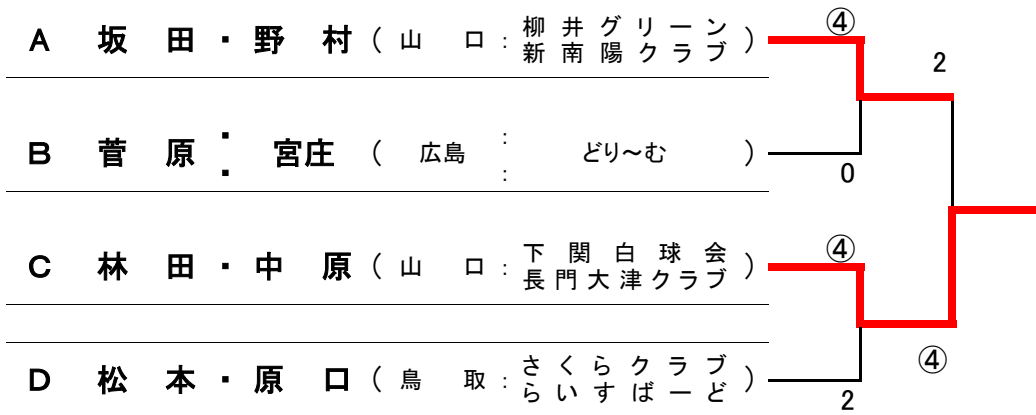 ④
A 坂田・野村（山口：柳井グリーン
新南陽クラブ）
2
B 菅原・宮庄（広島：どり～む）
・ ：
0
C 林田・中原（山口：下関白球会
長門大津クラブ）
④
D 松本・原口（鳥取：さくらクラブ
らいすばーど）
④
2